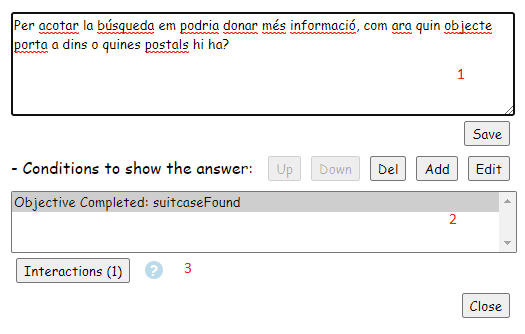 Per acotar la búsqueda em podria donar més informació, com ara quin objecte
porta a dins o quines postals hi ha?
1
Save
- Conditions to show the answer: Up Down Del Add Edit
Objective Completed: suitcaseFound
2
Interactions (1) ? 3
Close